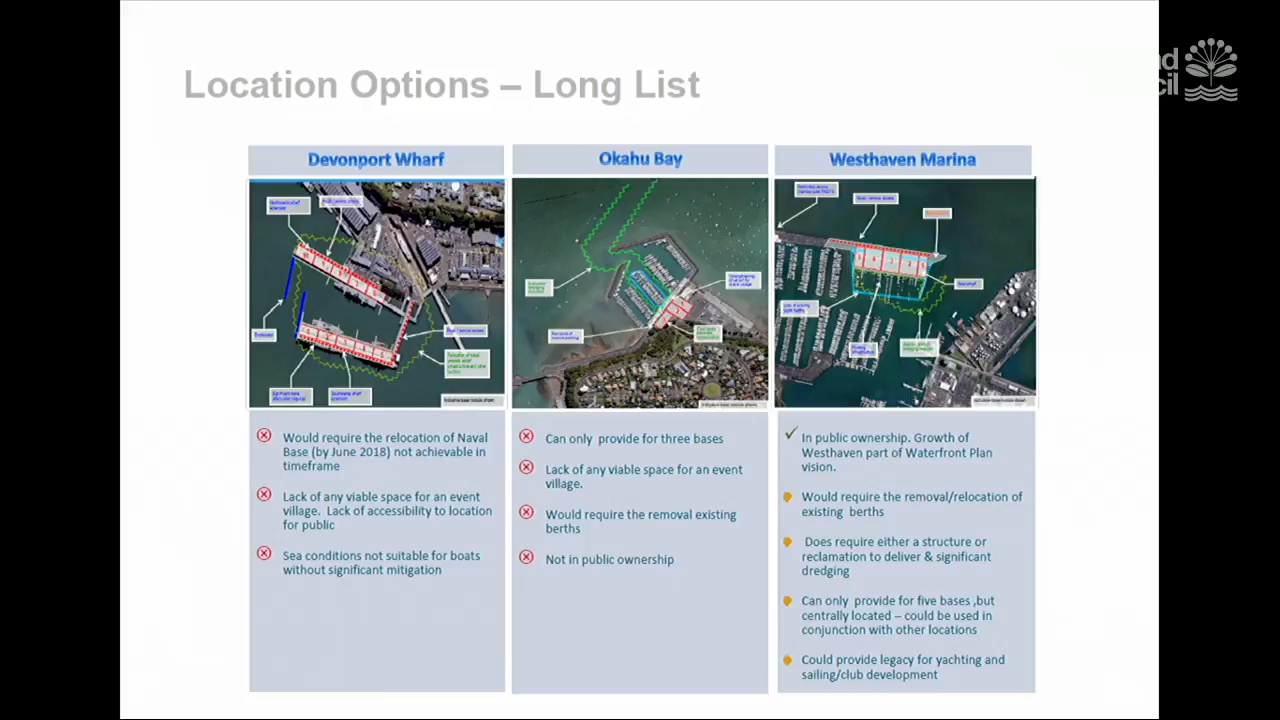 Location Options – Long List
nd
cil
Devonport Wharf
Okahu Bay
Westhaven Marina
Would require the relocation of Naval
Base (by June 2018) not achievable in
timeframe
Lack of any viable space for an event
village. Lack of accessibility to location
for public
Sea conditions not suitable for boats
without significant mitigation
Can only provide for three bases
Lack of any viable space for an event
village.
Would require the removal existing
berths
Not in public ownership
In public ownership. Growth of
Westhaven part of Waterfront Plan
vision.
Would require the removal/relocation of
existing berths
Does require either a structure or
reclamation to deliver & significant
dredging
Can only provide for five bases ,but
centrally located – could be used in
conjunction with other locations
Could provide legacy for yachting and
sailing/club development